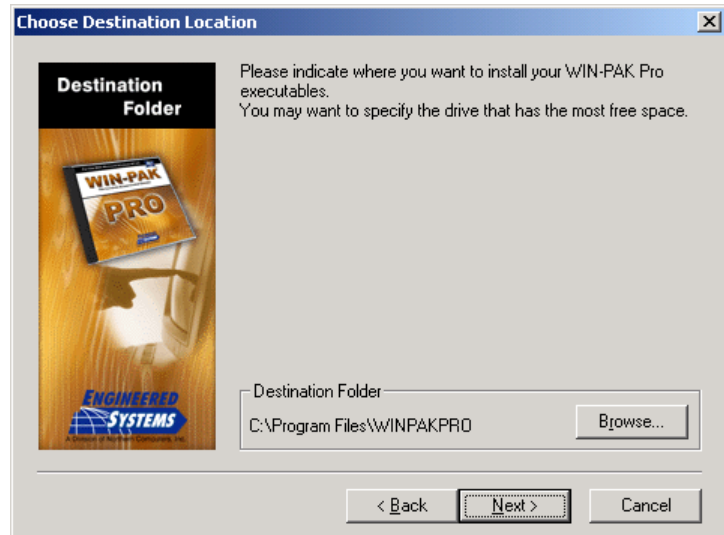 Choose Destination Location
Destination
Folder
WIN-PAK
PRO
ENGINEERED
SYSTEMS
A Division of Northern Computers, Inc.
Please indicate where you want to install your WIN-PAK Pro
executables.
You may want to specify the drive that has the most free space.
Destination Folder
C:\Program Files\WINPAKPRO
Browse...
< Back
Next >
Cancel